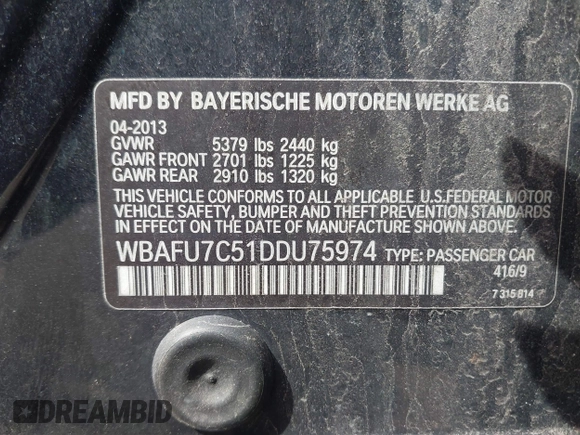 MFD BY BAYERISCHE MOTOREN WERKE AG
04-2013
GVWR 5379 lbs 2440 kg
GAWR FRONT 2701 lbs 1225 kg
GAWR REAR 2910 lbs 1320 kg
THIS VEHICLE CONFORMS TO ALL APPLICABLE U.S.FEDERAL MOTOR
VEHICLE SAFETY, BUMPER AND THEFT PREVENTION STANDARDS IN
EFFECT ON THE DATE OF MANUFACTURE SHOWN ABOVE.
WBAFU7C51DDU75974 TYPE: PASSENGER CAR
416/9
7 315 814
DREAMBID